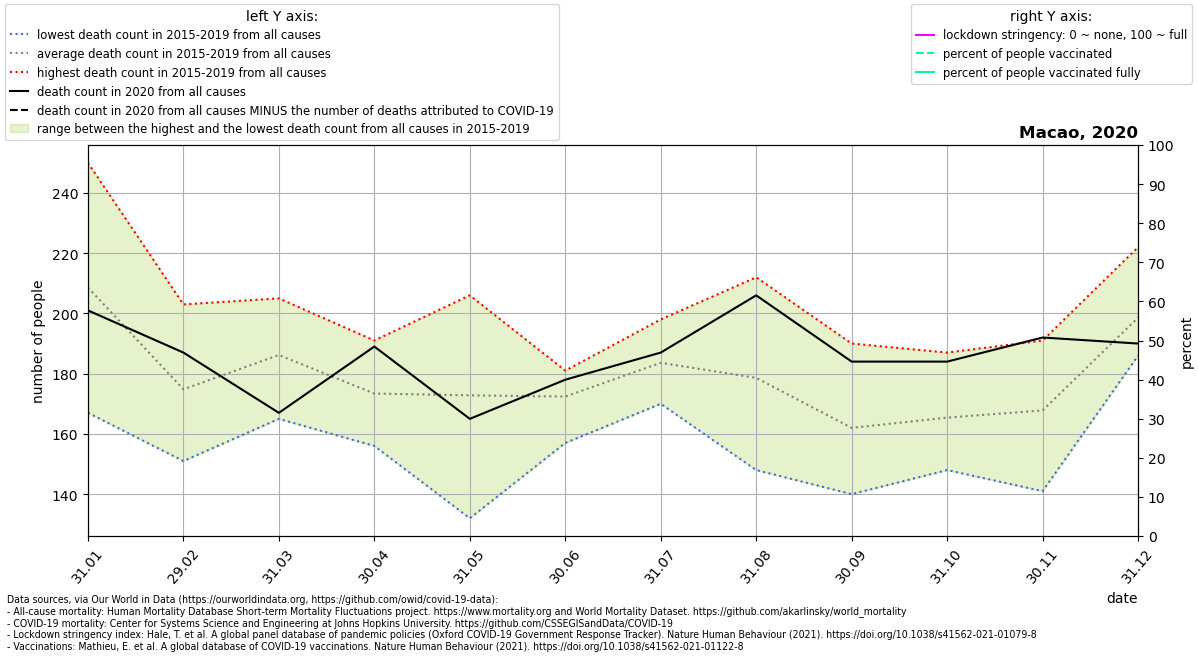 left Y axis:
lowest death count in 2015-2019 from all causes
average death count in 2015-2019 from all causes
highest death count in 2015-2019 from all causes
death count in 2020 from all causes
death count in 2020 from all causes MINUS the number of deaths attributed to COVID-19
range between the highest and the lowest death count from all causes in 2015-2019
right Y axis:
lockdown stringency: 0 ~ none, 100 ~ full
percent of people vaccinated
percent of people vaccinated fully
Macao, 2020
number of people
240
220
200
180
160
140
100
90
80
70
60
50
40
30
20
10
0
percent
31.01
29.02
31.03
30.04
31.05
30.06
31.07
31.08
30.09
31.10
30.11
31.12
date
Data sources, via Our World in Data (https://ourworldindata.org, https://github.com/owid/covid-19-data):
- All-cause mortality: Human Mortality Database Short-term Mortality Fluctuations project. https://www.mortality.org and World Mortality Dataset. https://github.com/akarlinsky/world_mortality
- COVID-19 mortality: Center for Systems Science and Engineering at Johns Hopkins University. https://github.com/CSSEGISandData/COVID-19
- Lockdown stringency index: Hale, T. et al. A global panel database of pandemic policies (Oxford COVID-19 Government Response Tracker). Nature Human Behaviour (2021). https://doi.org/10.1038/s41562-021-01079-8
- Vaccinations: Mathieu, E. et al. A global database of COVID-19 vaccinations. Nature Human Behaviour (2021). https://doi.org/10.1038/s41562-021-01122-8